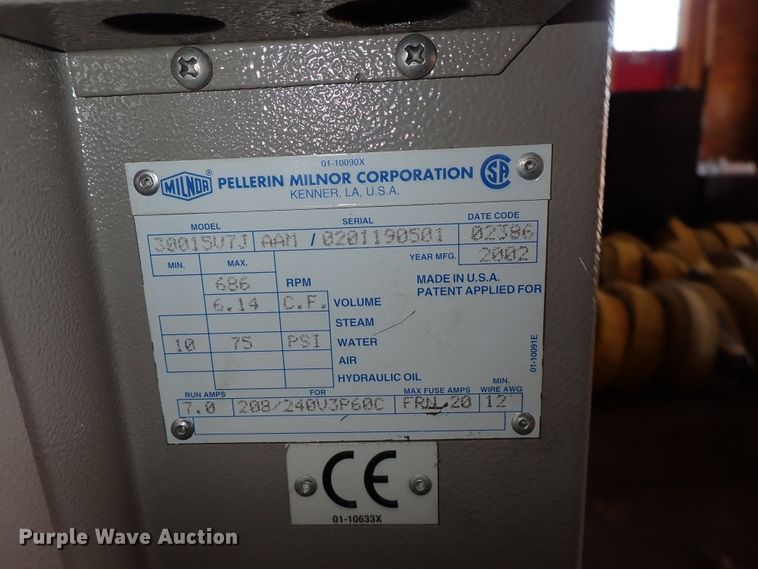 01-10090X
MILNOR® PELLERIN MILNOR CORPORATION SA
KENNER, LA, U.S.A.
MODEL SERIAL DATE CODE
30015V7J AAM / 0201190501 02386
MIN. MAX. YEAR MFG. 2002
686 RPM MADE IN U.S.A.
6.14 C.F. VOLUME PATENT APPLIED FOR
STEAM
10 75 PSI WATER
AIR
HYDRAULIC OIL
01-10091E
RUN AMPS FOR MAX FUSE AMPS MIN. WIRE AWG
7.0 208/240V3P60C FRN 20 12
CE
01-10633X
Purple Wave Auction®